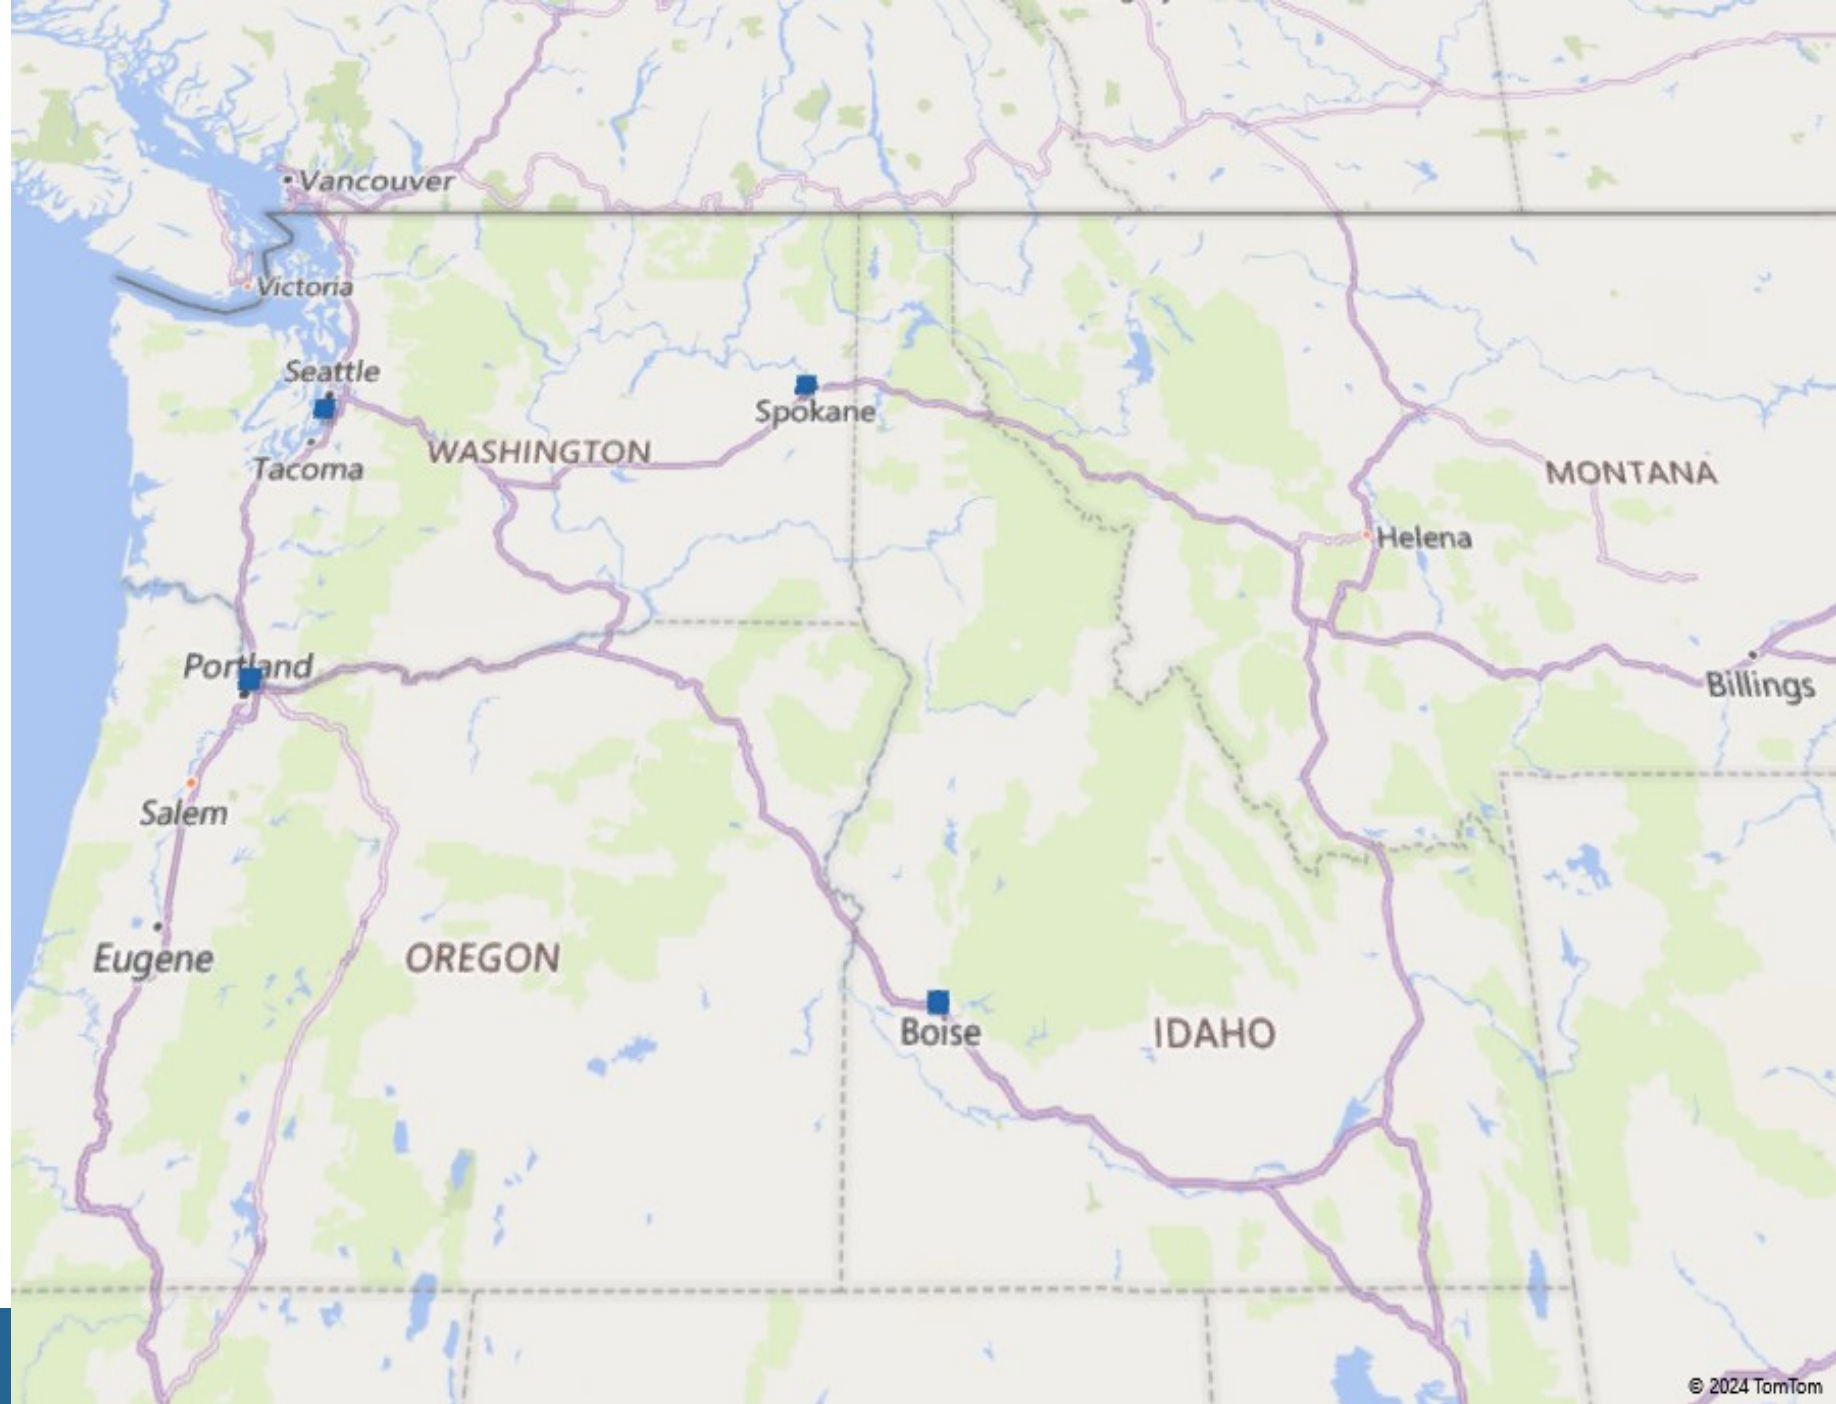 Vancouver
Victoria
Seattle
Spokane
WASHINGTON
Tacoma
MONTANA
Helena
Portland
Billings
Salem
Eugene
OREGON
Boise
IDAHO
© 2024 TomTom